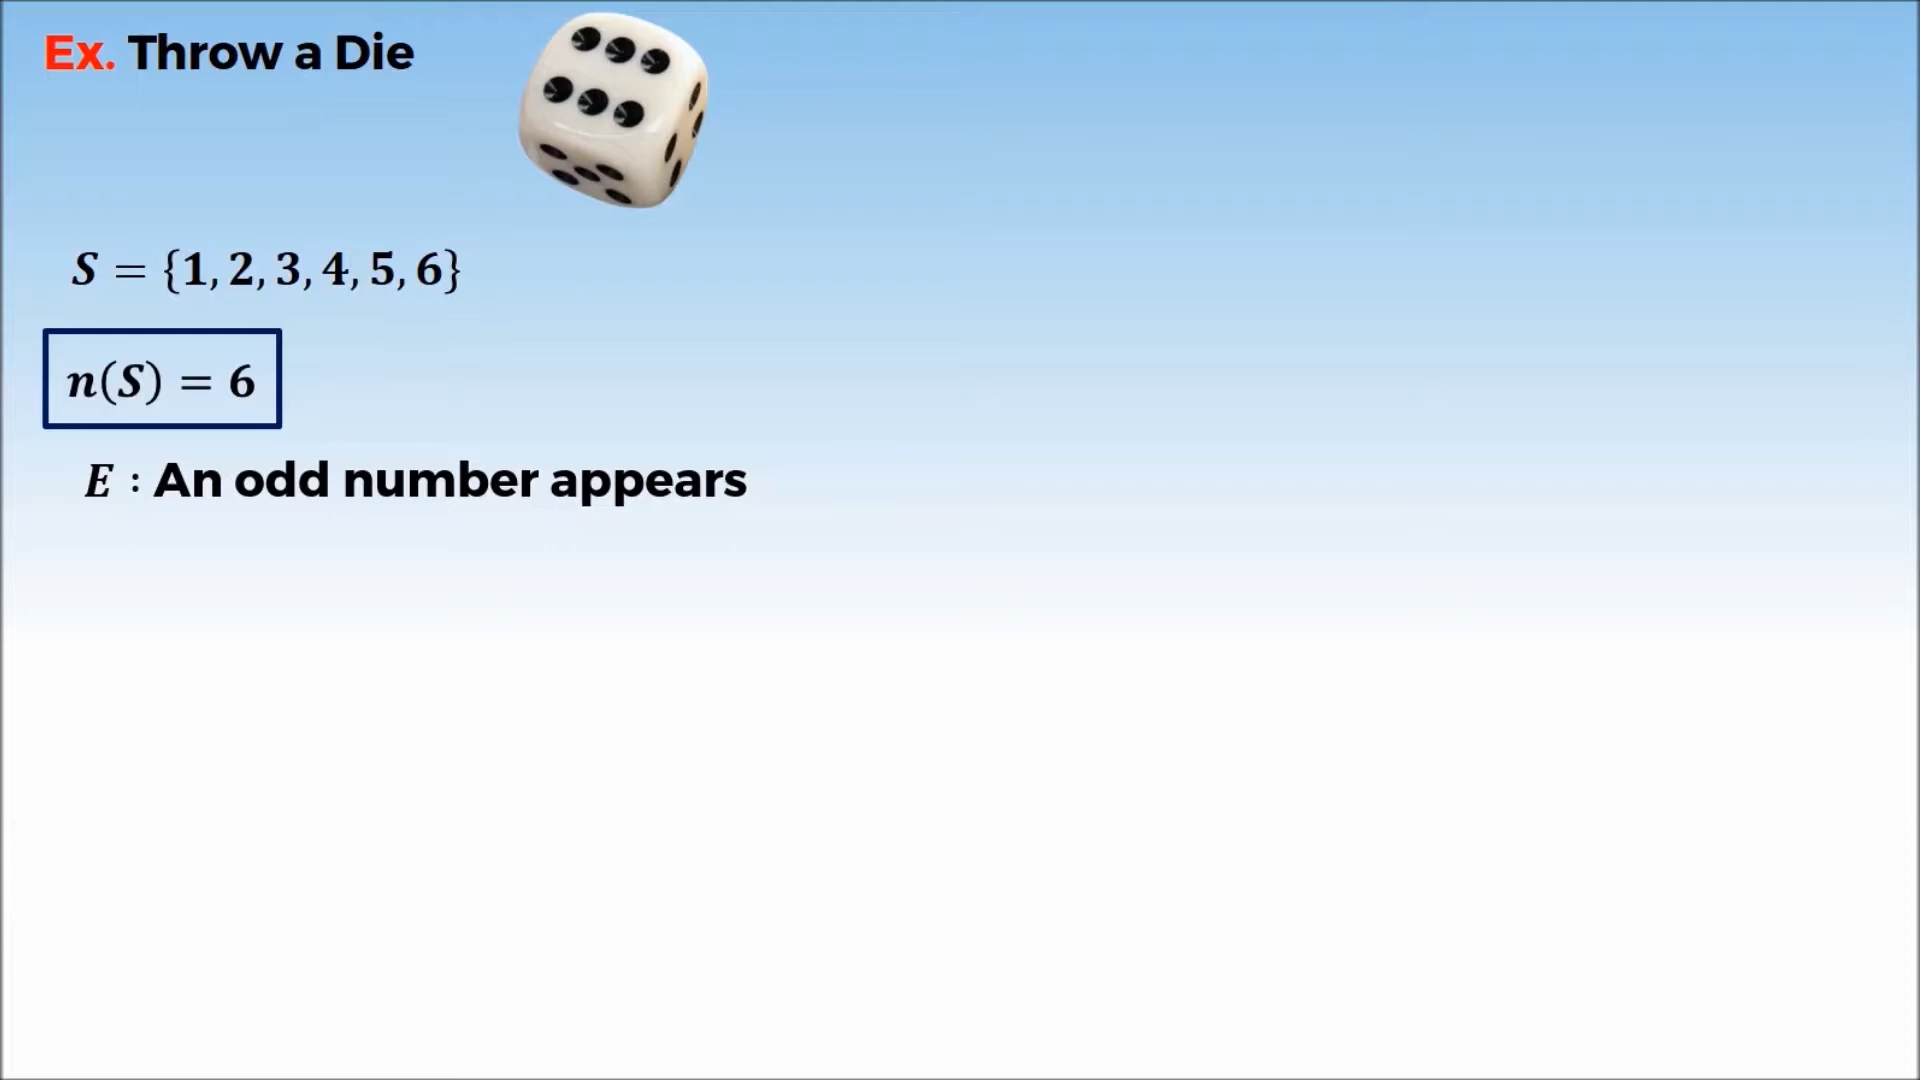 Ex. Throw a Die
S = {1, 2, 3, 4, 5, 6}
n(S) = 6
E : An odd number appears